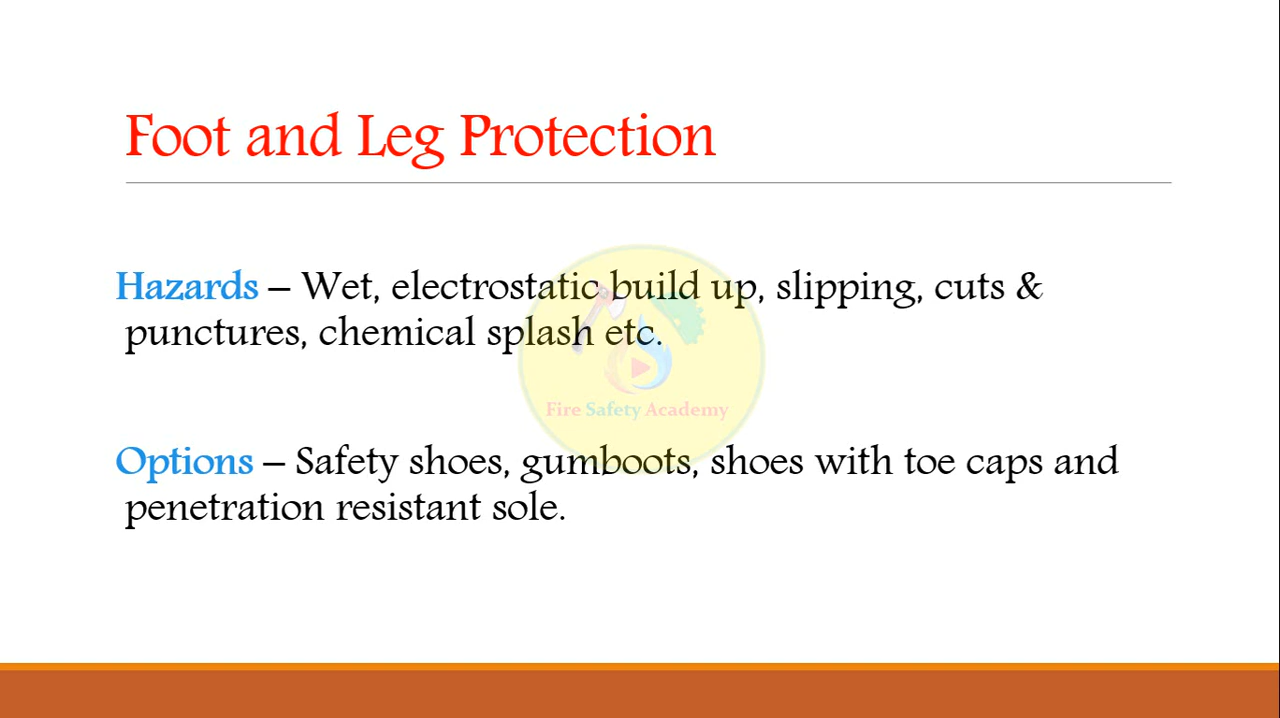 Foot and Leg Protection
Hazards – Wet, electrostatic build up, slipping, cuts &
punctures, chemical splash etc.
Fire Safety Academy
Options – Safety shoes, gumboots, shoes with toe caps and
penetration resistant sole.